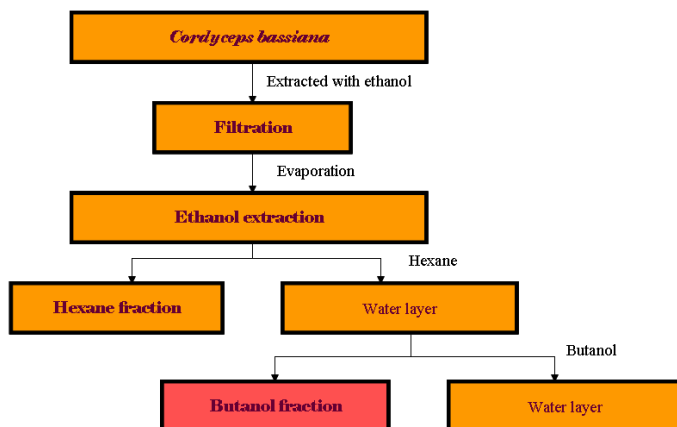 Cordyceps bassiana
Extracted with ethanol
Filtration
Evaporation
Ethanol extraction
Hexane
Hexane fraction
Water layer
Butanol
Butanol fraction
Water layer